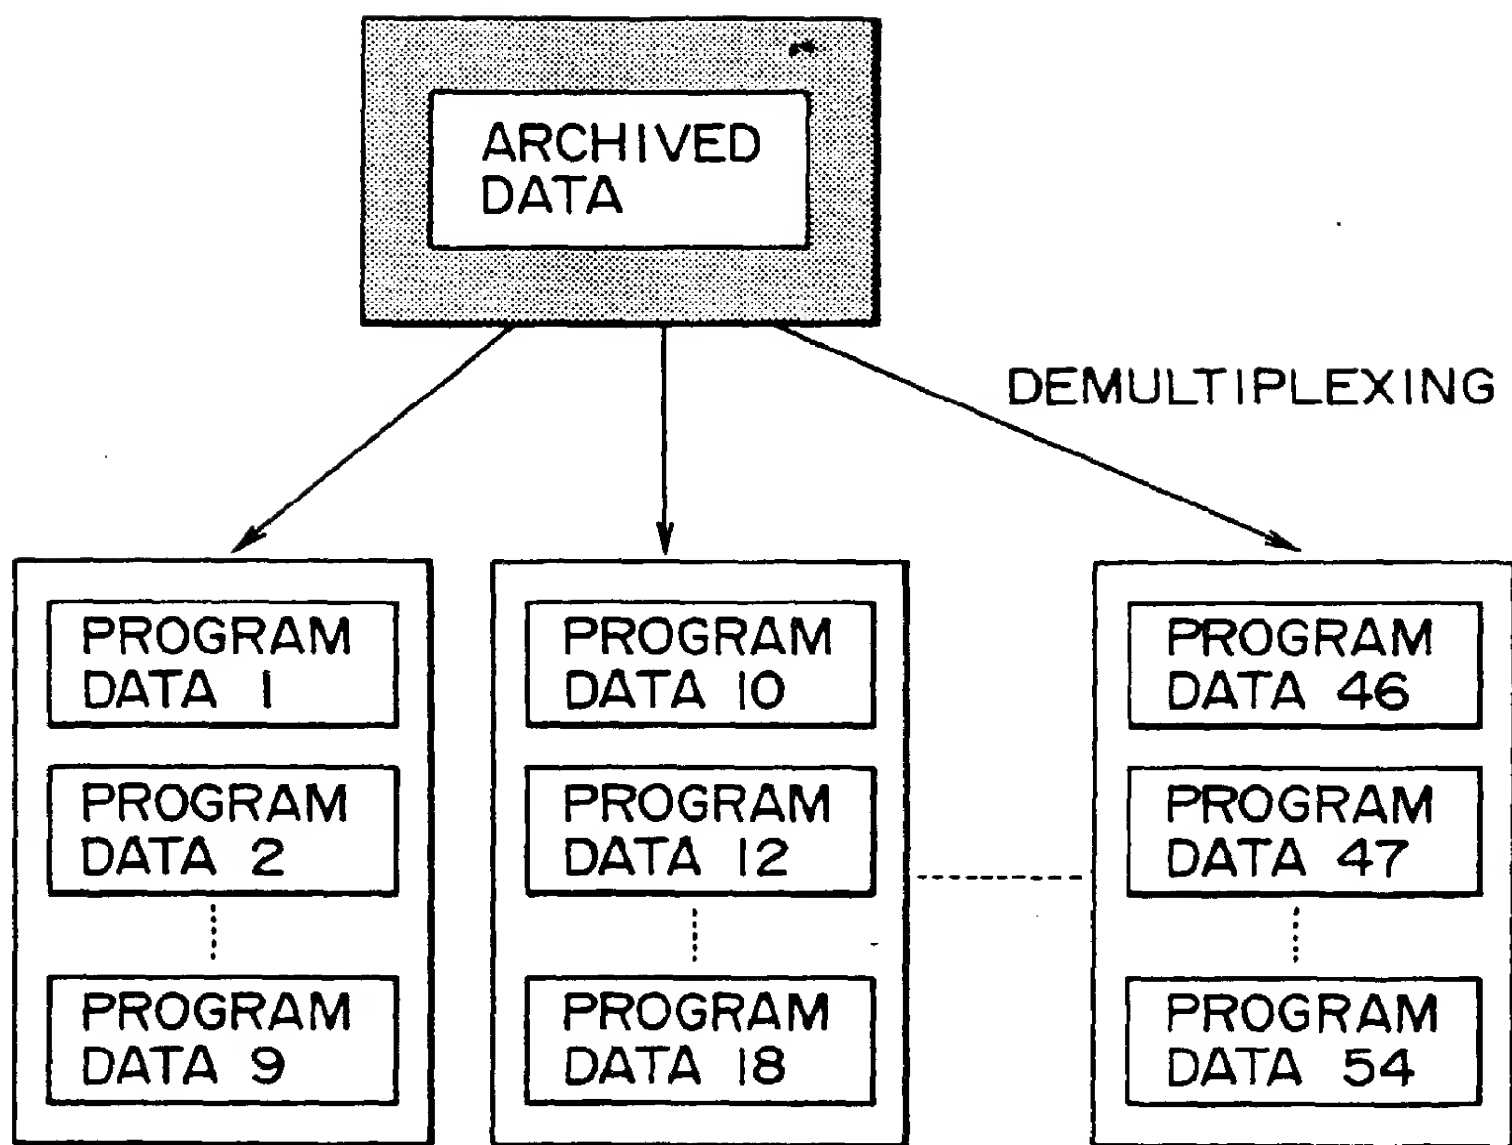 ARCHIVED
DATA
DEMULTIPLEXING
PROGRAM
DATA 1
PROGRAM
DATA 2
PROGRAM
DATA 9
PROGRAM
DATA 10
PROGRAM
DATA 12
PROGRAM
DATA 18
PROGRAM
DATA 46
PROGRAM
DATA 47
PROGRAM
DATA 54